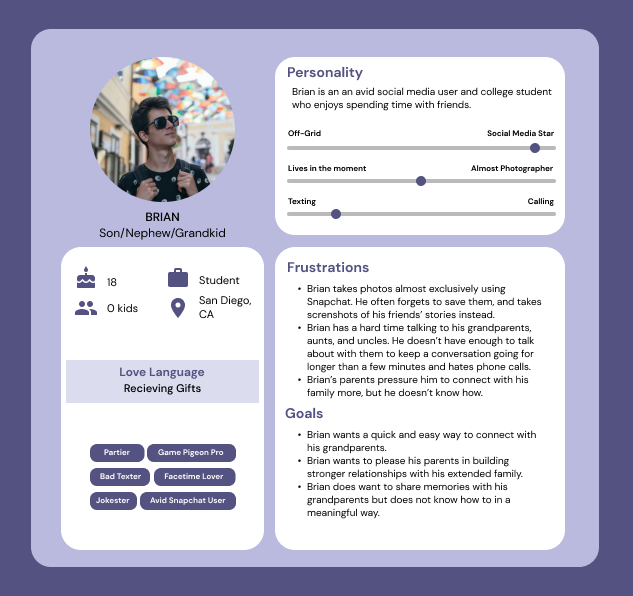 BRIAN
Son/Nephew/Grandkid
18
Student
0 kids
San Diego,
CA
Love Language
Recieving Gifts
Partier
Game Pigeon Pro
Bad Texter
Facetime Lover
Jokester
Avid Snapchat User
Personality
Brian is an an avid social media user and college student
who enjoys spending time with friends.
Off-Grid
Social Media Star
Lives in the moment
Almost Photographer
Texting
Calling
Frustrations
• Brian takes photos almost exclusively using
Snapchat. He often forgets to save them, and takes
screnshots of his friends’ stories instead.
• Brian has a hard time talking to his grandparents,
aunts, and uncles. He doesn’t have enough to talk
about with them to keep a conversation going for
longer than a few minutes and hates phone calls.
• Brian’s parents pressure him to connect with his
family more, but he doesn’t know how.
Goals
• Brian wants a quick and easy way to connect with
his grandparents.
• Brian wants to please his parents in building
stronger relationships with his extended family.
• Brian does want to share memories with his
grandparents but does not know how to in a
meaningful way.